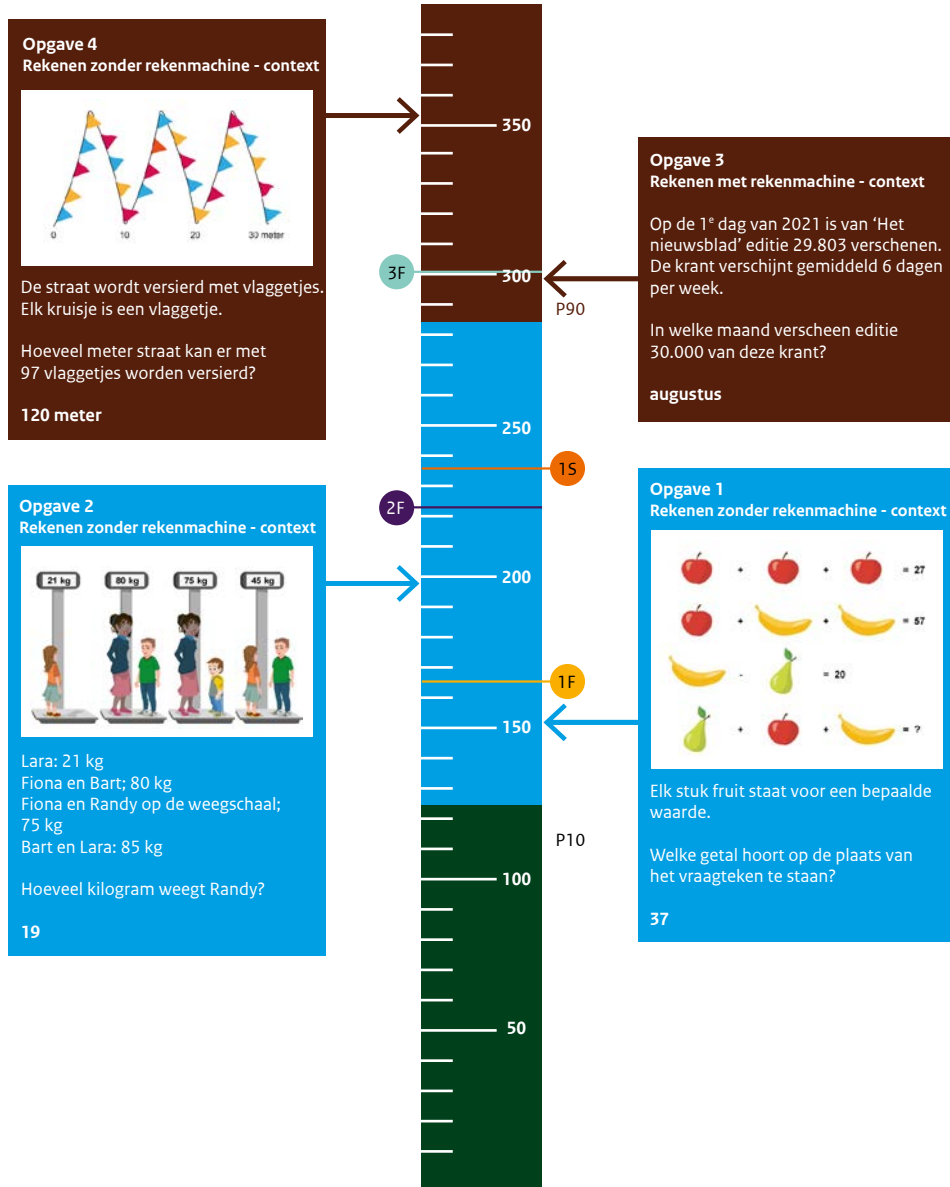 Opgave 4
Rekenen zonder rekenmachine - context
0 10 20 30 meter
De straat wordt versierd met vlaggetjes.
Elk kruisje is een vlaggetje.
Hoeveel meter straat kan er met
97 vlaggetjes worden versierd?
120 meter
Opgave 2
Rekenen zonder rekenmachine - context
21 kg 80 kg 75 kg 45 kg
Lara: 21 kg
Fiona en Bart; 80 kg
Fiona en Randy op de weegschaal;
75 kg
Bart en Lara: 85 kg
Hoeveel kilogram weegt Randy?
19
350
3F
300
P90
250
1S
2F
200
1F
150
P10
100
50
Opgave 3
Rekenen met rekenmachine - context
Op de 1e dag van 2021 is van ‘Het
nieuwsblad’ editie 29.803 verschenen.
De krant verschijnt gemiddeld 6 dagen
per week.
In welke maand verscheen editie
30.000 van deze krant?
augustus
Opgave 1
Rekenen zonder rekenmachine - context
+ + = 27
+ + = 57
- = 20
+ + = ?
Elk stuk fruit staat voor een bepaalde
waarde.
Welke getal hoort op de plaats van
het vraagteken te staan?
37